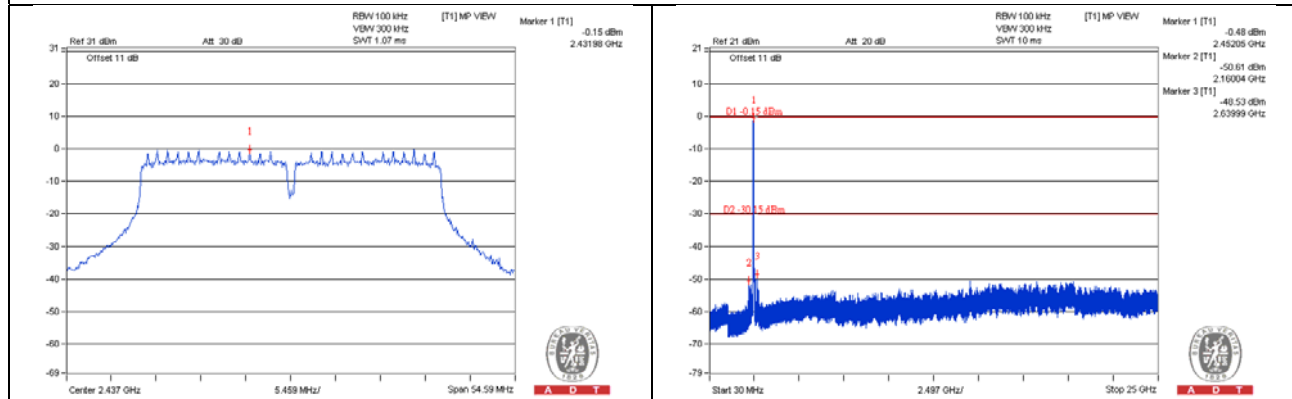 RBW 100 kHz [T1] MP VIEW
VBW 300 kHz
Ref 31 dBm Att 30 dB SWT 1.07 ms
Marker 1 [T1]
-0.15 dBm
2.43198 GHz
Offset 11 dB
31
20
10
0
-10
-20
-30
-40
-50
-60
-69
1
Center 2.437 GHz 5.459 MHz/ Span 54.59 MHz
BUREAU VERITAS
1828
A D T
RBW 100 kHz [T1] MP VIEW
VBW 300 kHz
Ref 21 dBm Att 20 dB SWT 10 ms
Marker 1 [T1]
-0.48 dBm
2.45205 GHz
Marker 2 [T1]
-50.61 dBm
2.16004 GHz
Marker 3 [T1]
-48.53 dBm
2.63999 GHz
Offset 11 dB
21
10
0
-10
-20
-30
-40
-50
-60
-70
-79
1
D1 -0.15 dBm
D2 -30.15 dBm
2
3
Start 30 MHz 2.497 GHz/ Stop 25 GHz
BUREAU VERITAS
1828
A D T